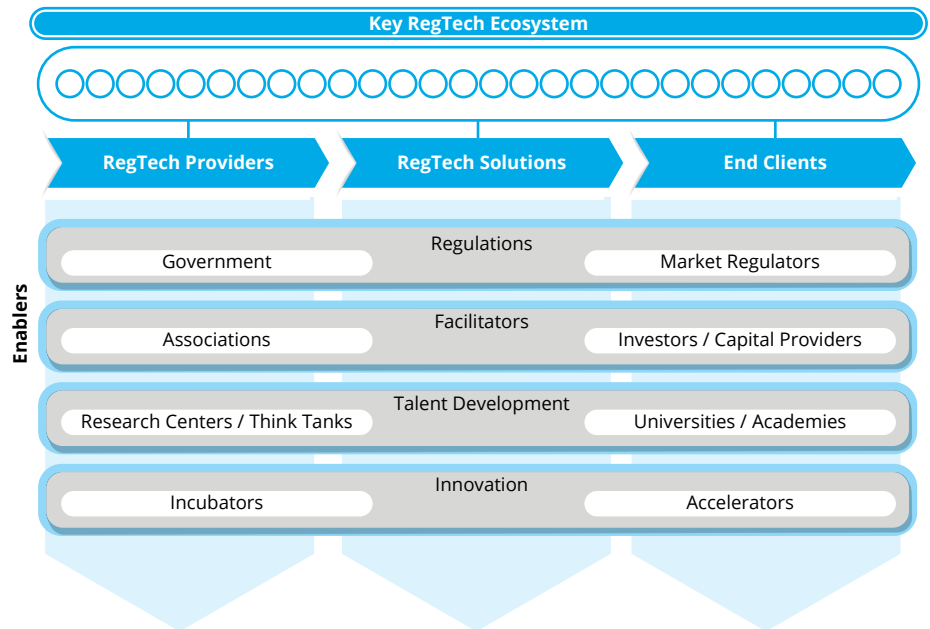 Key RegTech Ecosystem
RegTech Providers
RegTech Solutions
End Clients
Enablers
Regulations
Government
Market Regulators
Facilitators
Associations
Investors / Capital Providers
Talent Development
Research Centers / Think Tanks
Universities / Academies
Innovation
Incubators
Accelerators